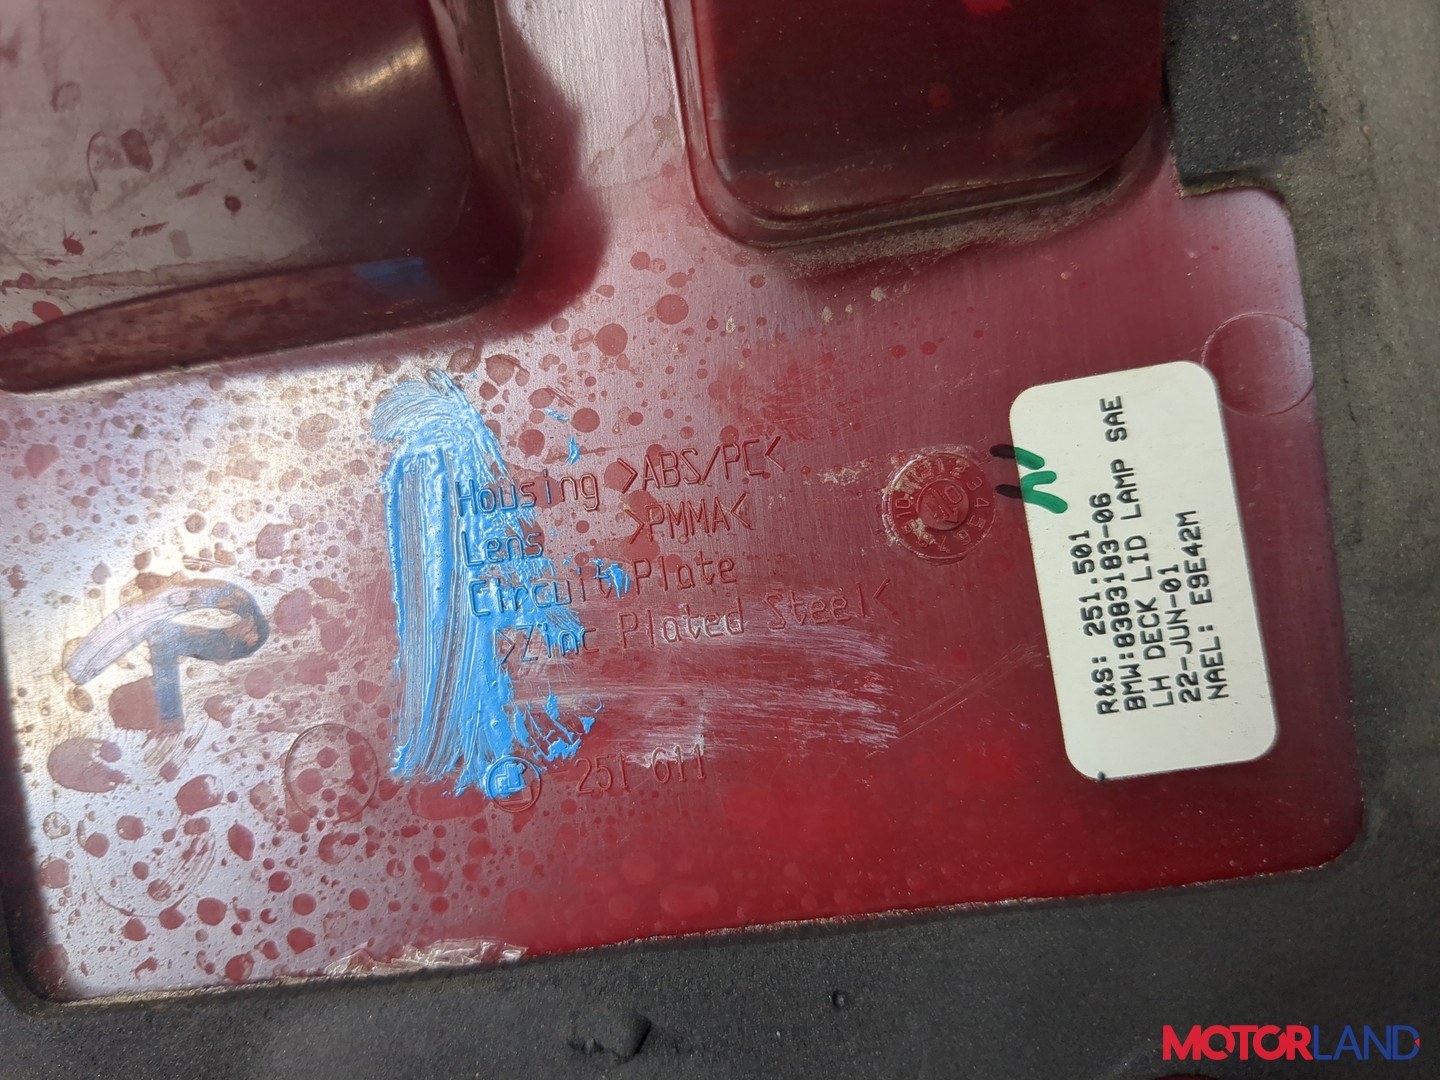 Housing >ABS/PC<
Lens >PMMA<
Circuit Plate
>Zinc Plated Steel<
251 611
R&S: 251.501
BMW:8383183-06
LH DECK LID LAMP SAE
22-JUN-01
NAEL: E9E42M
MOTORLAND